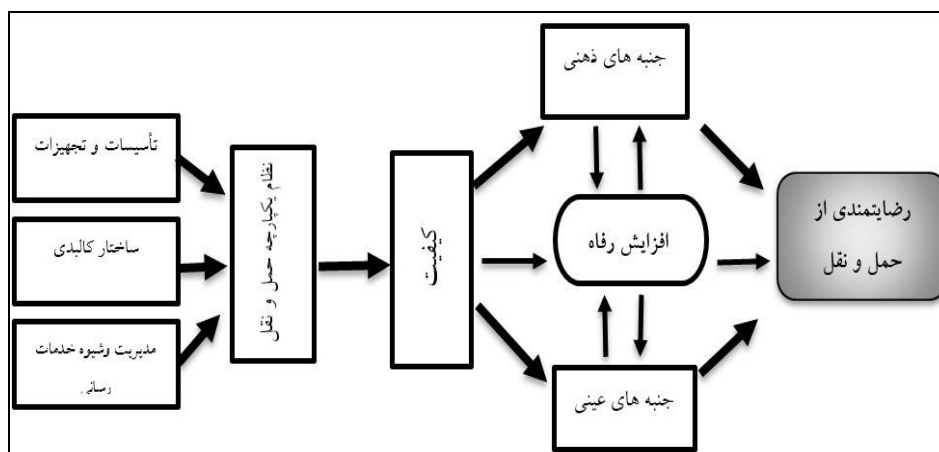 جنبه های ذهنی
تأسیسات و تجهیزات
ساختار کالبدی
مدیریت وشیوه خدمات
رسانی
نظام یکپارچه حمل و نقل
کیفیت
افزایش رفاه
رضایتمندی از
حمل و نقل
جنبه های عینی